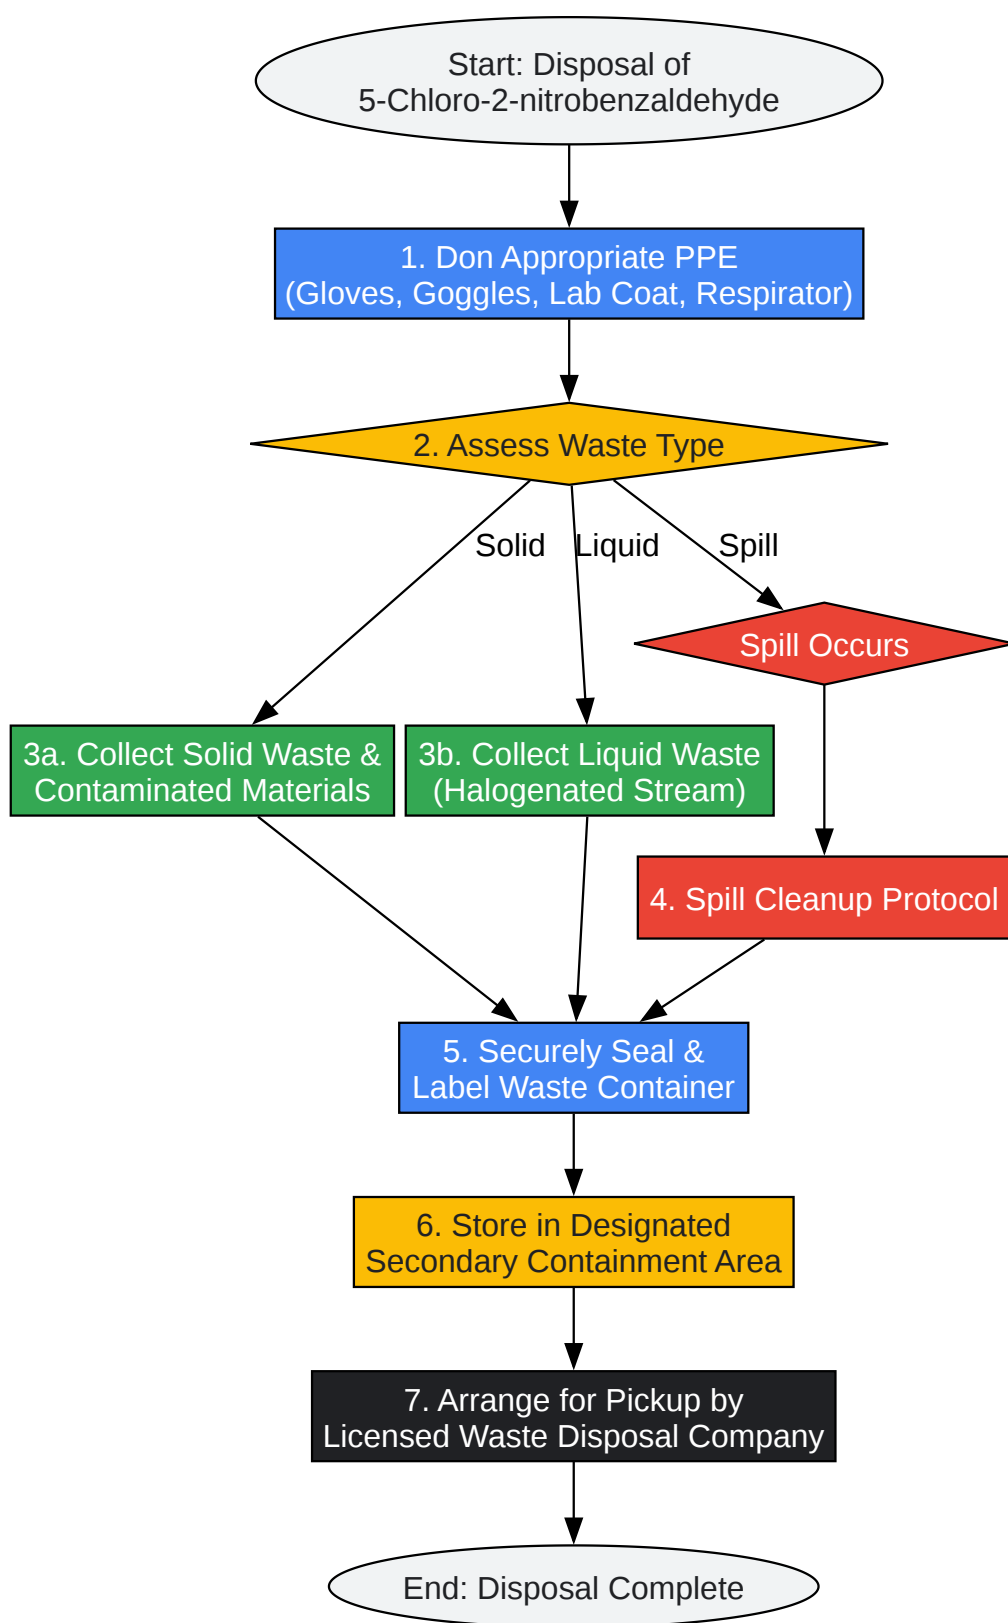 Start: Disposal of
5-Chloro-2-nitrobenzaldehyde
1. Don Appropriate PPE
(Gloves, Goggles, Lab Coat, Respirator)
2. Assess Waste Type
Solid
Liquid
Spill
Spill Occurs
3a. Collect Solid Waste &
Contaminated Materials
3b. Collect Liquid Waste
(Halogenated Stream)
4. Spill Cleanup Protocol
5. Securely Seal &
Label Waste Container
6. Store in Designated
Secondary Containment Area
7. Arrange for Pickup by
Licensed Waste Disposal Company
End: Disposal Complete